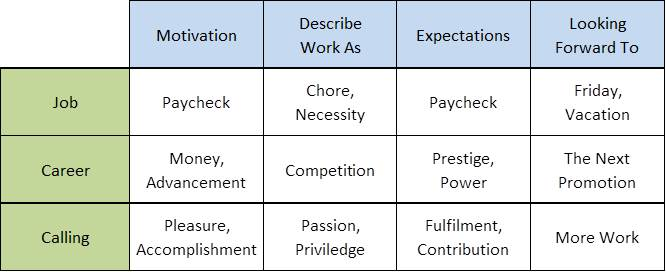 Motivation
Describe
Work As
Expectations
Looking
Forward To
Job
Paycheck
Chore,
Necessity
Paycheck
Friday,
Vacation
Career
Money,
Advancement
Competition
Prestige,
Power
The Next
Promotion
Calling
Pleasure,
Accomplishment
Passion,
Priviledge
Fulfilment,
Contribution
More Work